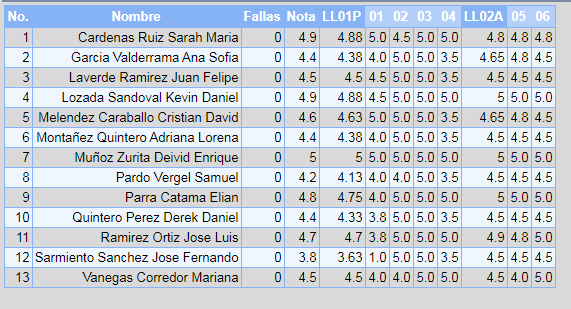 No. Nombre Fallas Nota LL01P 01 02 03 04 LL02A 05 06
1 Cardenas Ruiz Sarah Maria 0 4.9 4.88 5.0 4.5 5.0 5.0 4.8 4.8 4.8
2 Garcia Valderrama Ana Sofia 0 4.4 4.38 4.0 5.0 5.0 3.5 4.65 4.8 4.5
3 Laverde Ramirez Juan Felipe 0 4.5 4.5 4.5 5.0 5.0 3.5 4.5 4.5 4.5
4 Lozada Sandoval Kevin Daniel 0 4.9 4.88 4.5 5.0 5.0 5.0 5 5.0 5.0
5 Melendez Caraballo Cristian David 0 4.6 4.63 5.0 5.0 5.0 3.5 4.65 4.8 4.5
6 Montañez Quintero Adriana Lorena 0 4.4 4.38 4.0 5.0 5.0 3.5 4.5 4.5 4.5
7 Muñoz Zurita Deivid Enrique 0 5 5 5.0 5.0 5.0 5.0 5 5.0 5.0
8 Pardo Vergel Samuel 0 4.2 4.13 4.0 4.0 5.0 3.5 4.5 4.5 4.5
9 Parra Catama Elian 0 4.8 4.75 4.0 5.0 5.0 5.0 5 5.0 5.0
10 Quintero Perez Derek Daniel 0 4.4 4.33 3.8 5.0 5.0 3.5 4.5 4.5 4.5
11 Ramirez Ortiz Jose Luis 0 4.7 4.7 3.8 5.0 5.0 5.0 4.9 4.8 5.0
12 Sarmiento Sanchez Jose Fernando 0 3.8 3.63 1.0 5.0 5.0 3.5 4.5 4.5 4.5
13 Vanegas Corredor Mariana 0 4.5 4.5 4.0 4.0 5.0 5.0 4.5 4.0 5.0